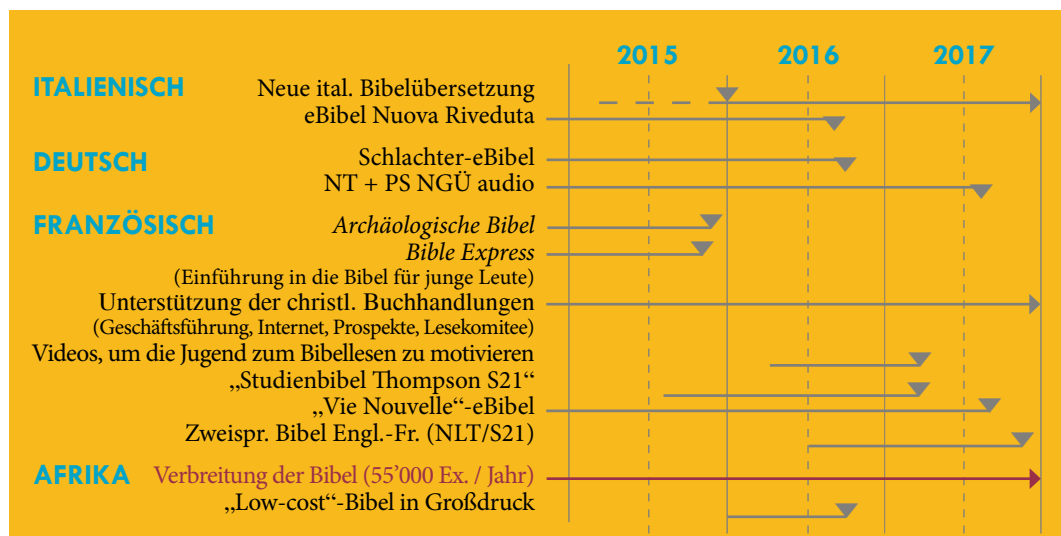 2015 2016 2017
ITALIENISCH Neue ital. Bibelübersetzung
eBibel Nuova Riveduta
DEUTSCH Schlachter-eBibel
NT + PS NGÜ audio
FRANZÖSISCH Archäologische Bibel
Bible Express
(Einführung in die Bibel für junge Leute)
Unterstützung der christl. Buchhandlungen
(Geschäftsführung, Internet, Prospekte, Lesekomitee)
Videos, um die Jugend zum Bibellesen zu motivieren
„Studienbibel Thompson S21“
„Vie Nouvelle“-eBibel
Zweispr. Bibel Engl.-Fr. (NLT/S21)
AFRIKA Verbreitung der Bibel (55’000 Ex. / Jahr)
„Low-cost“-Bibel in Großdruck